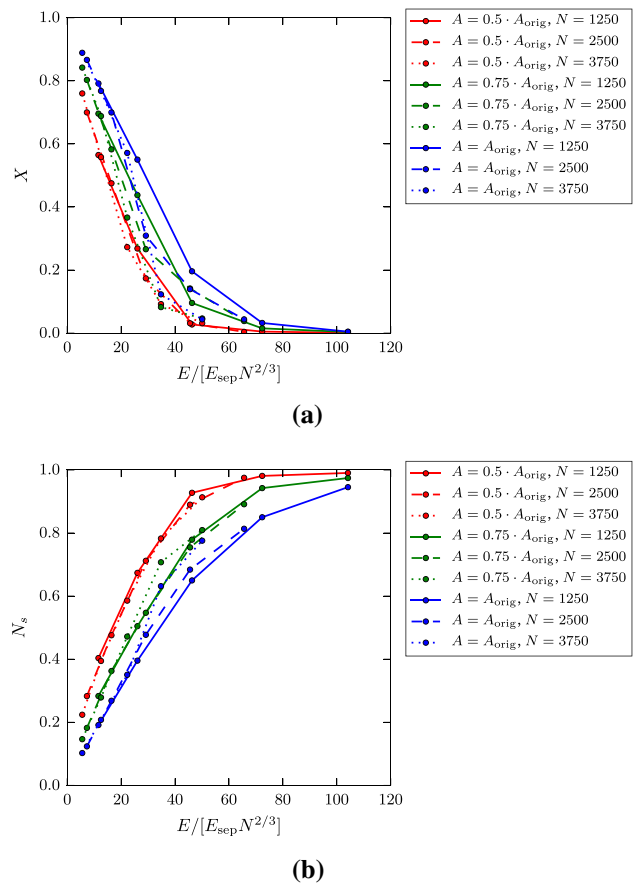 1.0
0.8
0.6
0.4
0.2
0.0
X
0 20 40 60 80 100 120
E/[E_sep N^{2/3}]
A = 0.5 · A_orig, N = 1250
A = 0.5 · A_orig, N = 2500
A = 0.5 · A_orig, N = 3750
A = 0.75 · A_orig, N = 1250
A = 0.75 · A_orig, N = 2500
A = 0.75 · A_orig, N = 3750
A = A_orig, N = 1250
A = A_orig, N = 2500
A = A_orig, N = 3750
(a)
1.0
0.8
0.6
0.4
0.2
0.0
N_s
0 20 40 60 80 100 120
E/[E_sep N^{2/3}]
A = 0.5 · A_orig, N = 1250
A = 0.5 · A_orig, N = 2500
A = 0.5 · A_orig, N = 3750
A = 0.75 · A_orig, N = 1250
A = 0.75 · A_orig, N = 2500
A = 0.75 · A_orig, N = 3750
A = A_orig, N = 1250
A = A_orig, N = 2500
A = A_orig, N = 3750
(b)